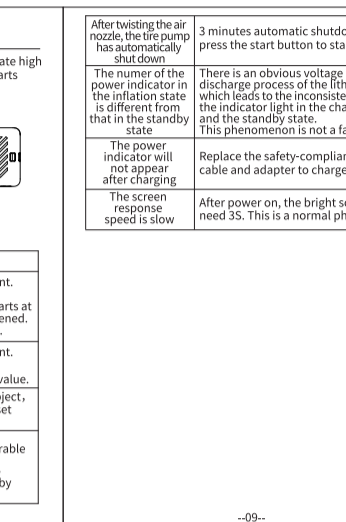 ate high
arts
nt.
arts at
ened.
.
nt.
value.
ject，
set
rable
.
by
After twisting the air
nozzle, the tire pump
has automatically
shut down
3 minutes automatic shutdo
press the start button to sta
The numer of the
power indicator in
the inflation state
is different from
that in the standby
state
There is an obvious voltage
discharge process of the lith
which leads to the inconsiste
the indicator light in the cha
and the standby state.
This phenomenon is not a fa
The power
indicator will
not appear
after charging
Replace the safety-complian
cable and adapter to charge
The screen
response
speed is slow
After power on, the bright sc
need 3S. This is a normal ph
--09--